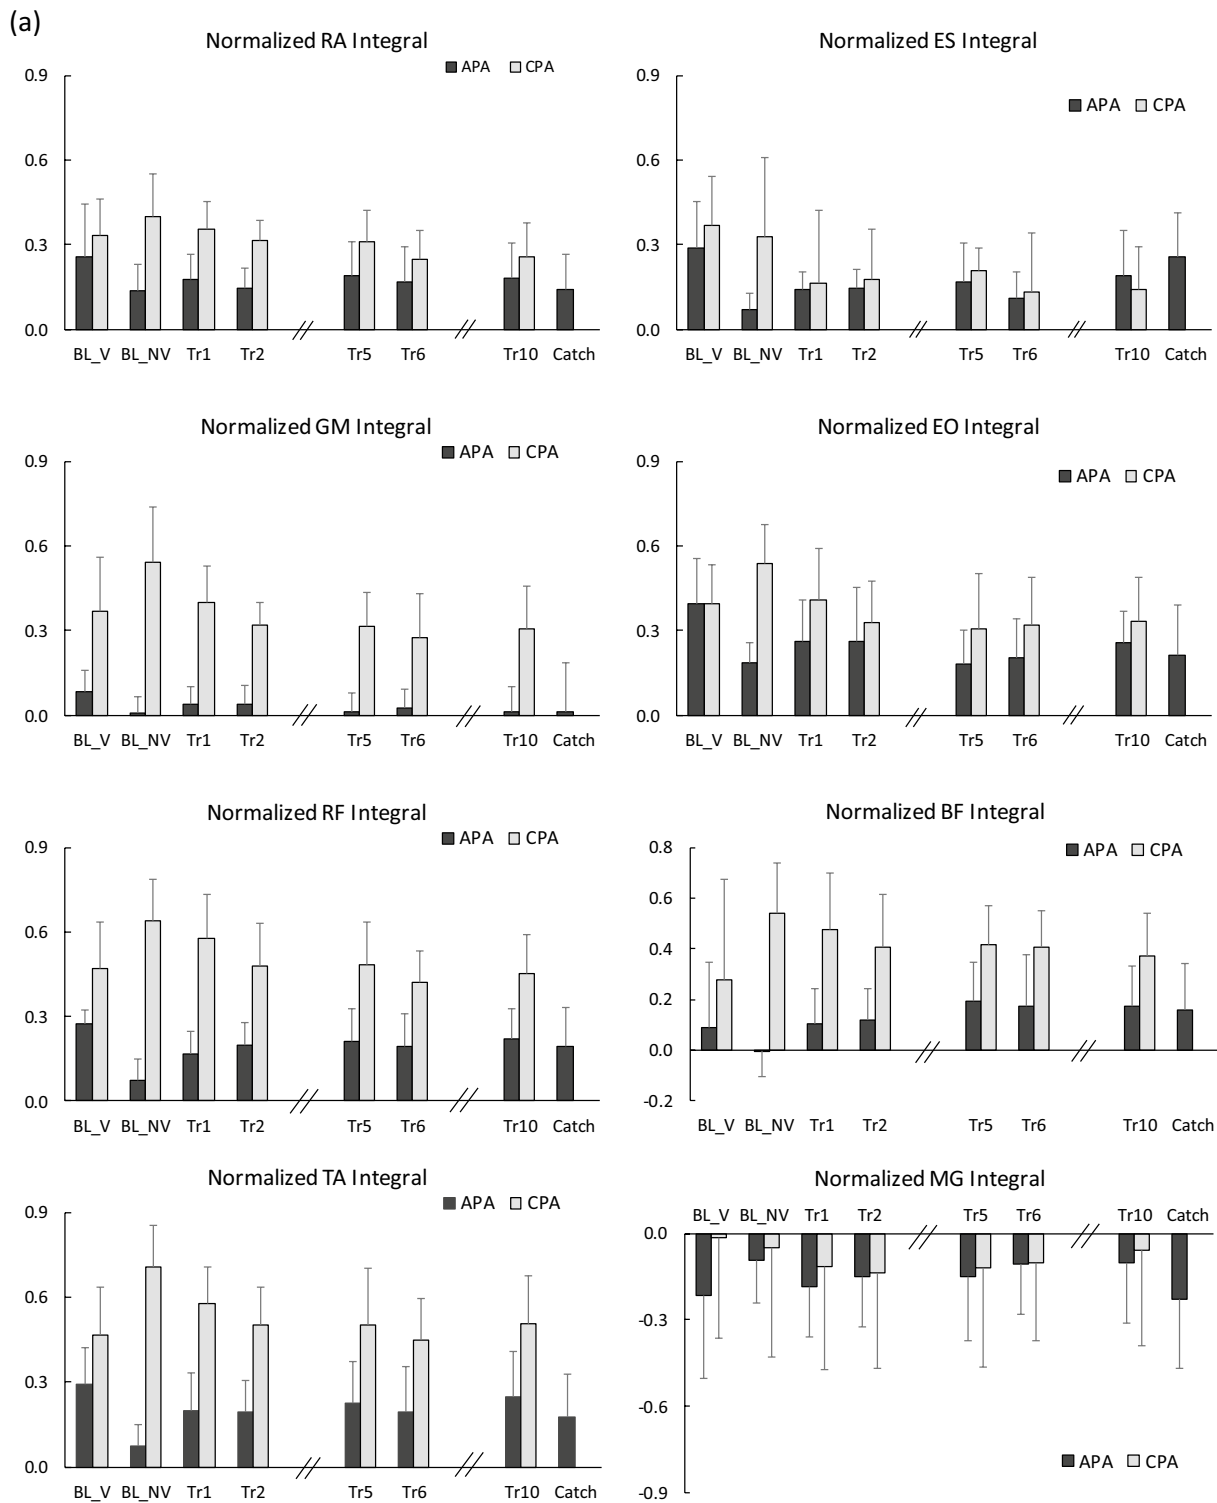 (a)
Normalized RA Integral
APA CPA
0.9
0.6
0.3
0.0
BL_V BL_NV Tr1 Tr2 Tr5 Tr6 Tr10 Catch
Normalized ES Integral
APA CPA
0.9
0.6
0.3
0.0
BL_V BL_NV Tr1 Tr2 Tr5 Tr6 Tr10 Catch
Normalized GM Integral
APA CPA
0.9
0.6
0.3
0.0
BL_V BL_NV Tr1 Tr2 Tr5 Tr6 Tr10 Catch
Normalized EO Integral
APA CPA
0.9
0.6
0.3
0.0
BL_V BL_NV Tr1 Tr2 Tr5 Tr6 Tr10 Catch
Normalized RF Integral
APA CPA
0.9
0.6
0.3
0.0
BL_V BL_NV Tr1 Tr2 Tr5 Tr6 Tr10 Catch
Normalized BF Integral
APA CPA
0.8
0.6
0.4
0.2
0.0
-0.2
BL_V BL_NV Tr1 Tr2 Tr5 Tr6 Tr10 Catch
Normalized TA Integral
APA CPA
0.9
0.6
0.3
0.0
BL_V BL_NV Tr1 Tr2 Tr5 Tr6 Tr10 Catch
Normalized MG Integral
BL_V BL_NV Tr1 Tr2 Tr5 Tr6 Tr10 Catch
0.0
-0.3
-0.6
-0.9
APA CPA